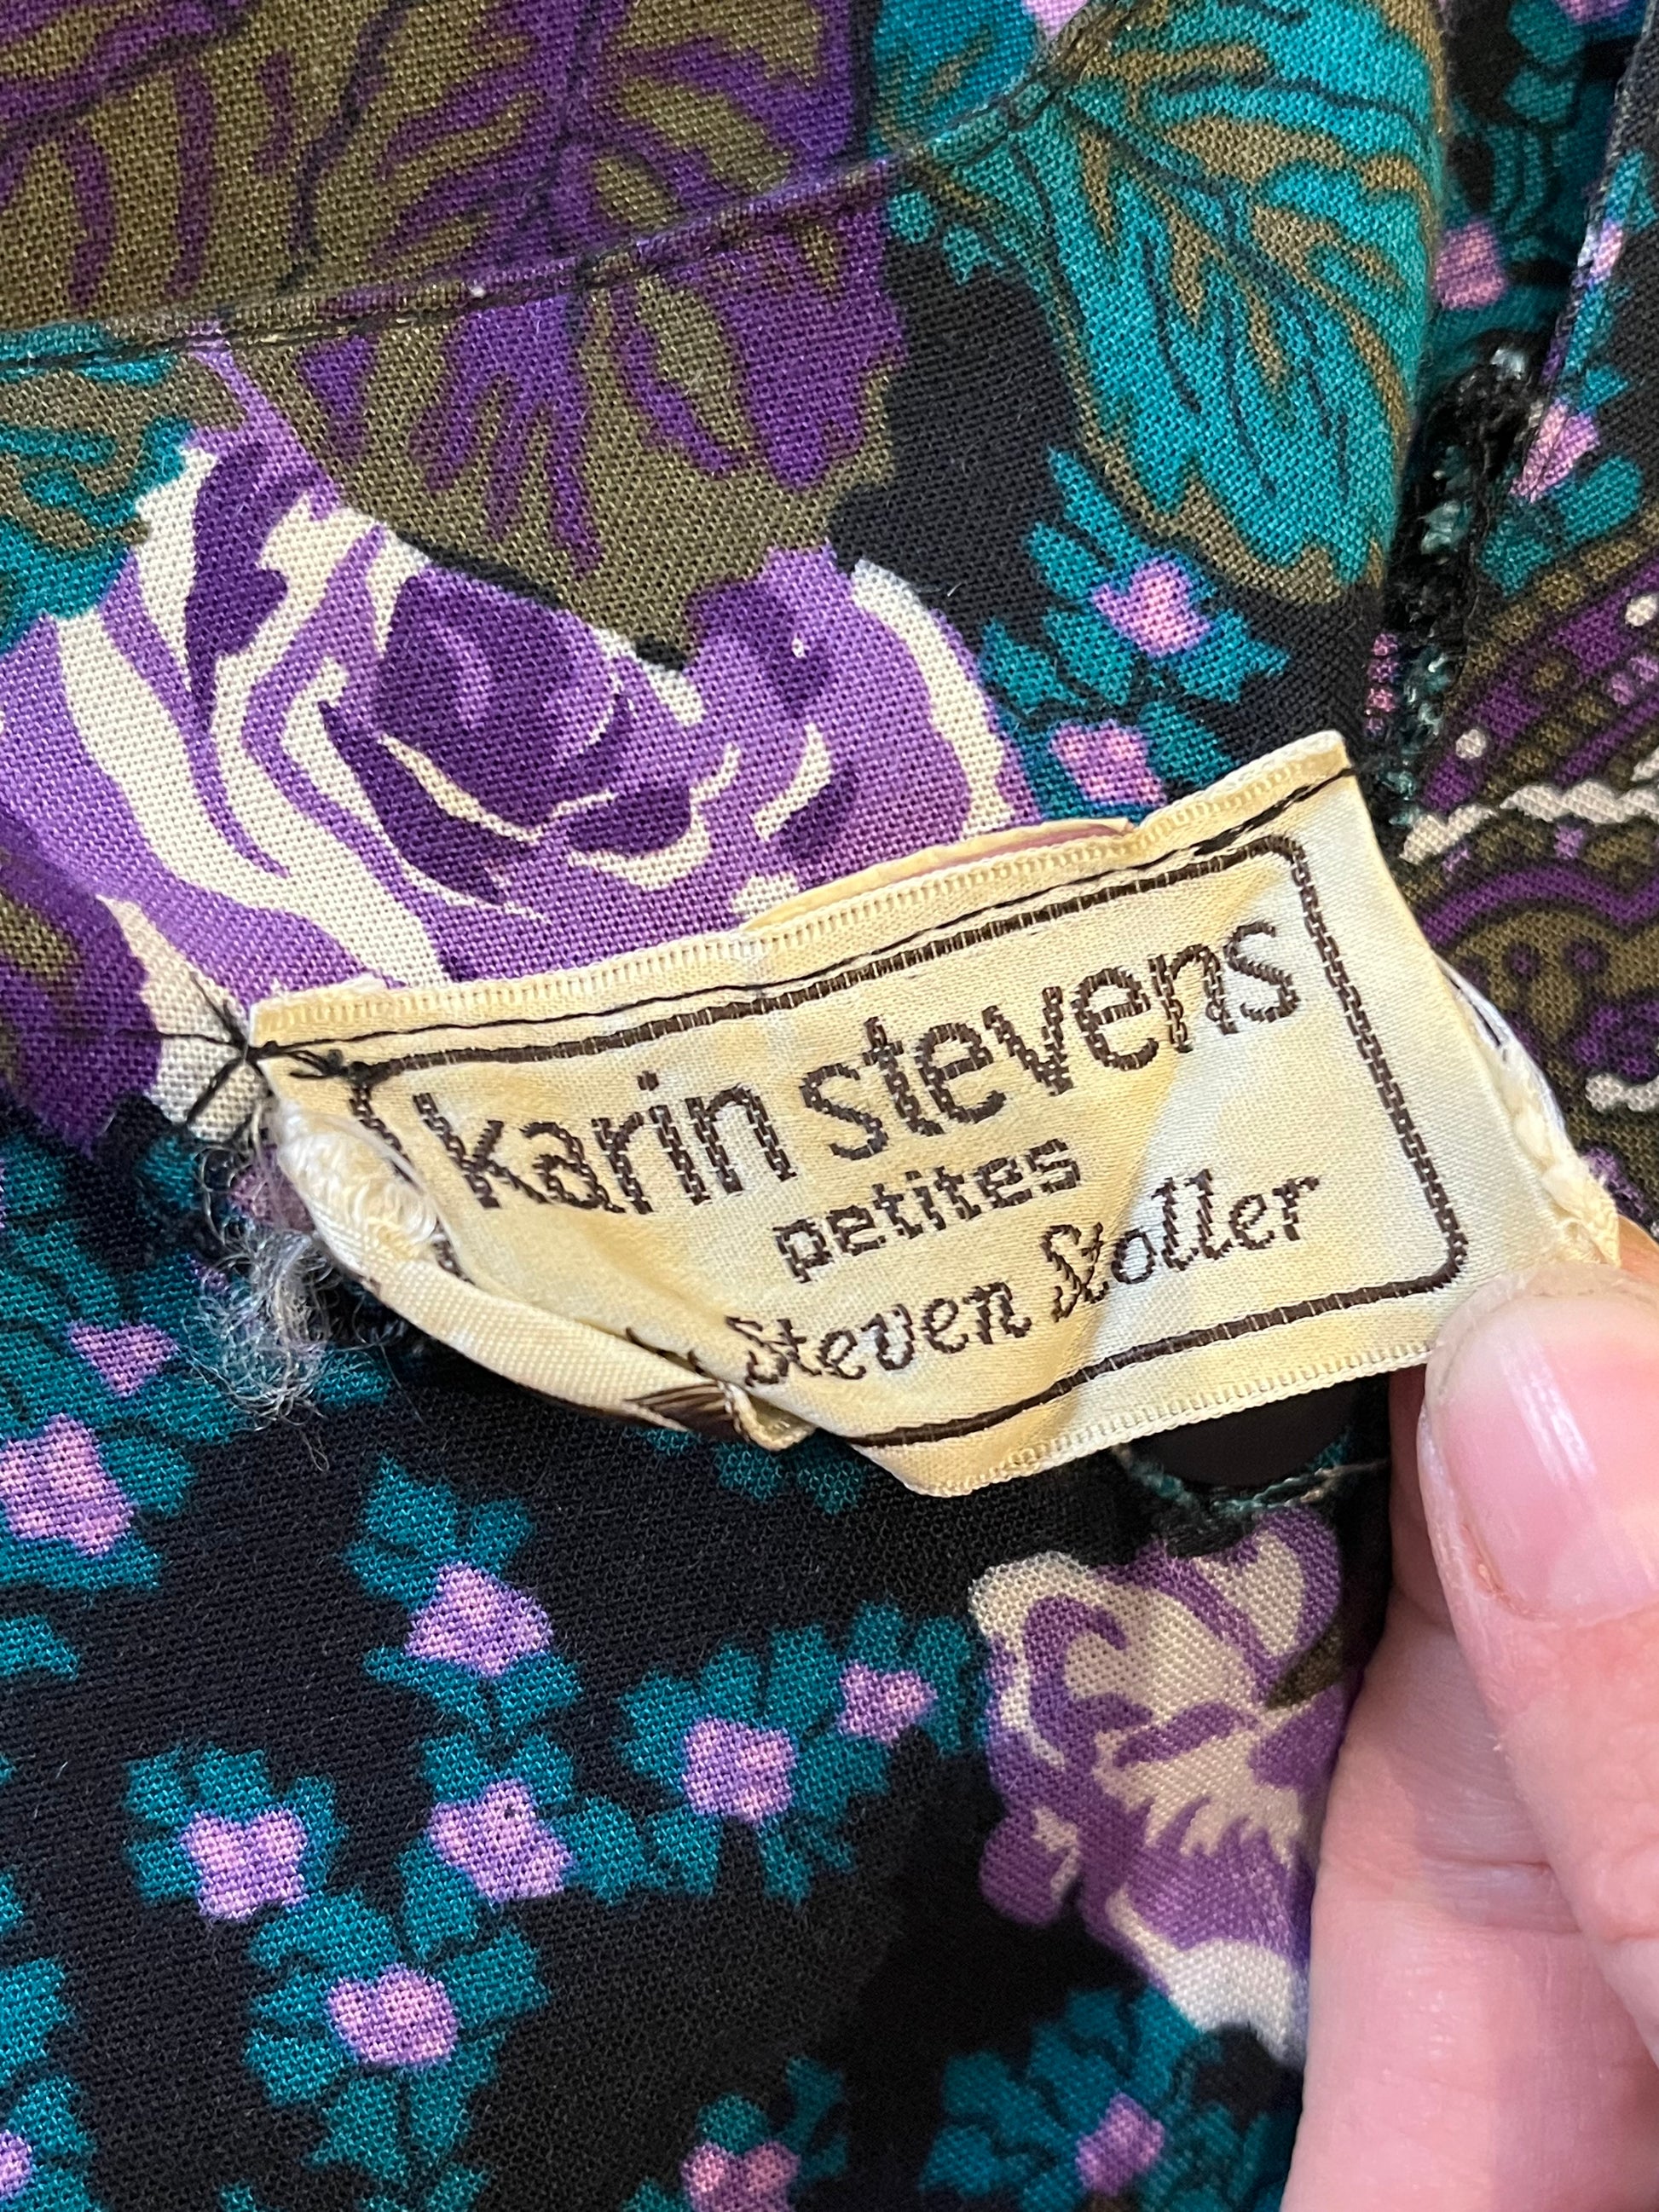 karin stevens
petites
Steven Stoller